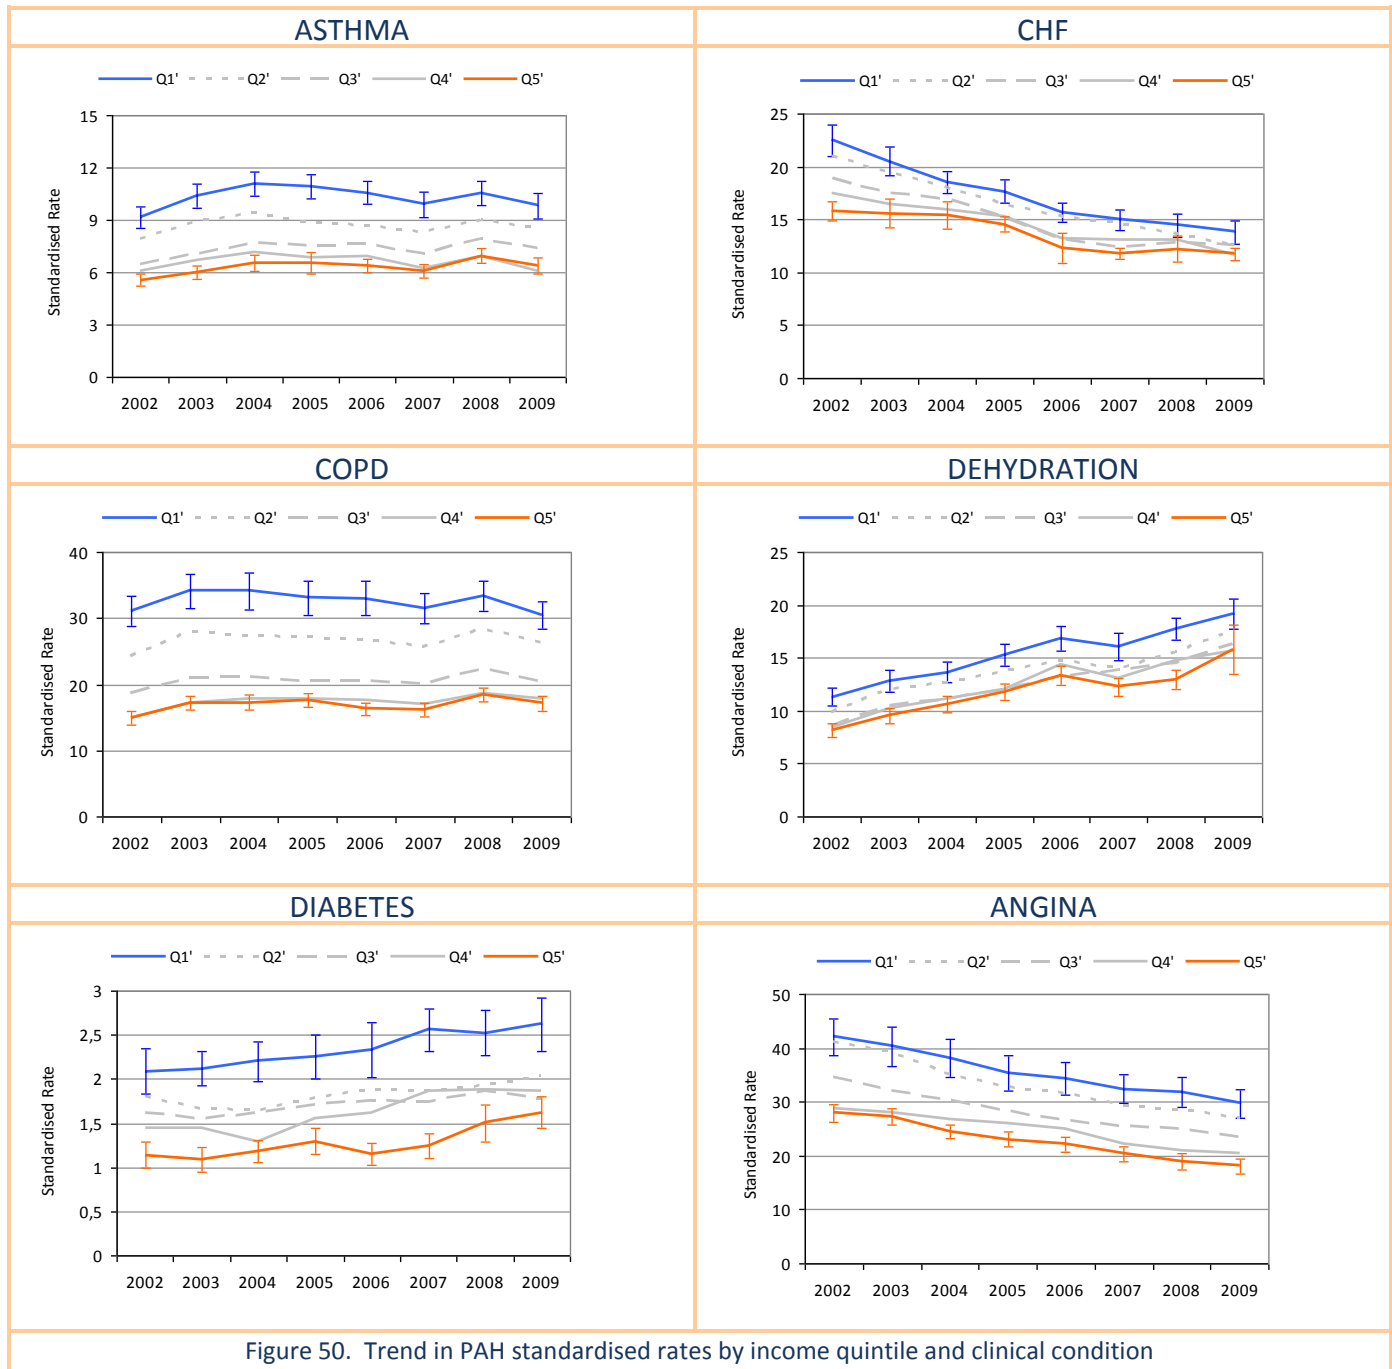 ASTHMA
Q1' Q2' Q3' Q4' Q5'
Standardised Rate
15
12
9
6
3
0
2002 2003 2004 2005 2006 2007 2008 2009
CHF
Q1' Q2' Q3' Q4' Q5'
Standardised Rate
25
20
15
10
5
0
2002 2003 2004 2005 2006 2007 2008 2009
COPD
Q1' Q2' Q3' Q4' Q5'
Standardised Rate
40
30
20
10
0
2002 2003 2004 2005 2006 2007 2008 2009
DEHYDRATION
Q1' Q2' Q3' Q4' Q5'
Standardised Rate
25
20
15
10
5
0
2002 2003 2004 2005 2006 2007 2008 2009
DIABETES
Q1' Q2' Q3' Q4' Q5'
Standardised Rate
3
2,5
2
1,5
1
0,5
0
2002 2003 2004 2005 2006 2007 2008 2009
ANGINA
Q1' Q2' Q3' Q4' Q5'
Standardised Rate
50
40
30
20
10
0
2002 2003 2004 2005 2006 2007 2008 2009
Figure 50. Trend in PAH standardised rates by income quintile and clinical condition